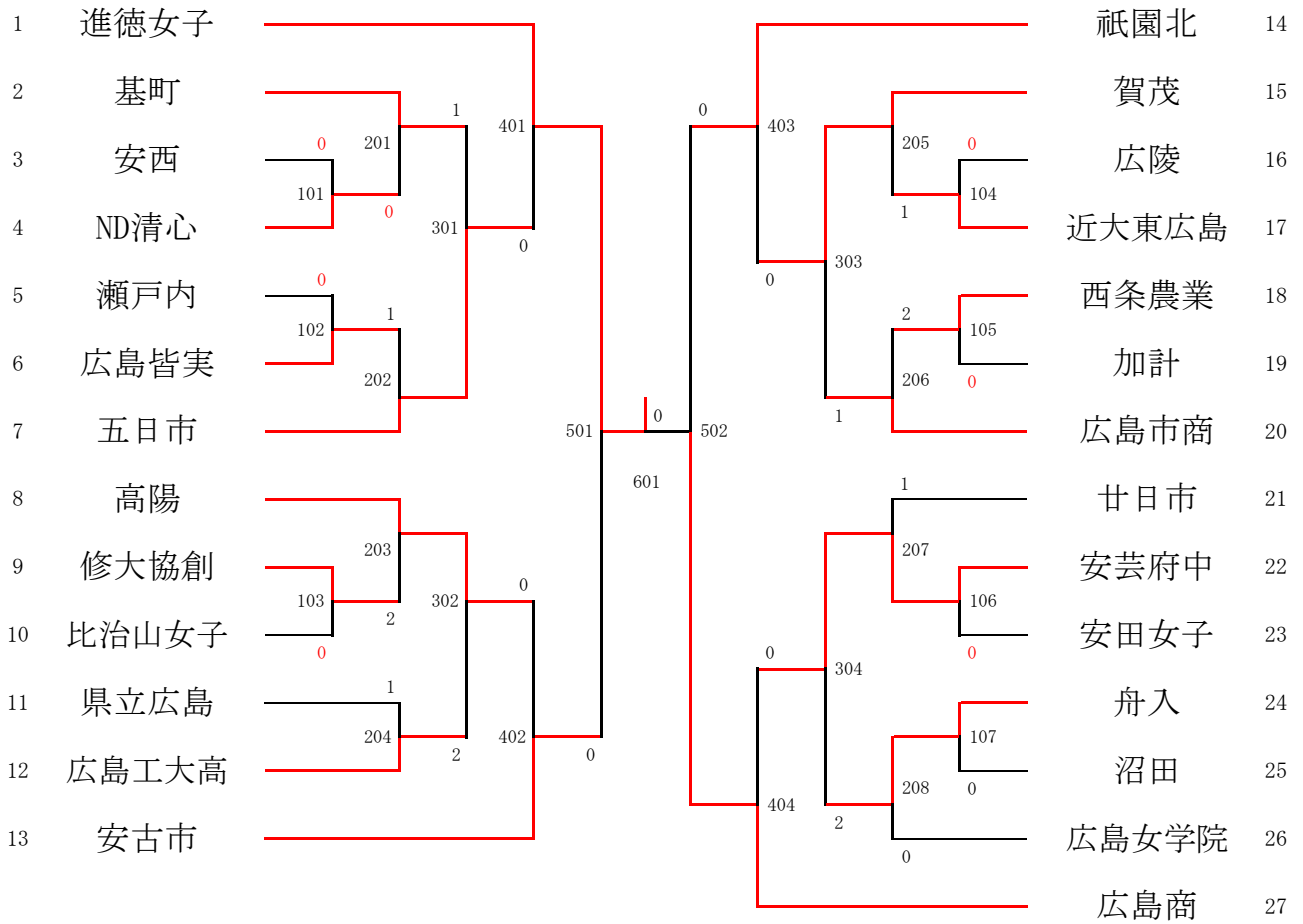 1 進徳女子
2 基町
3 安西
4 ND清心
5 瀬戸内
6 広島皆実
7 五日市
8 高陽
9 修大協創
10 比治山女子
11 県立広島
12 広島工大高
13 安古市
0
101
0
102
103
0
1
201
0
1
202
203
2
1
204
1
301
0
302
2
401
0
0
402
501
0
0
601
502
0
403
0
0
404
303
1
0
304
2
205
1
2
206
1
207
208
0
0
104
105
0
106
0
107
0
祇園北 14
賀茂 15
広陵 16
近大東広島 17
西条農業 18
加計 19
広島市商 20
廿日市 21
安芸府中 22
安田女子 23
舟入 24
沼田 25
広島女学院 26
広島商 27